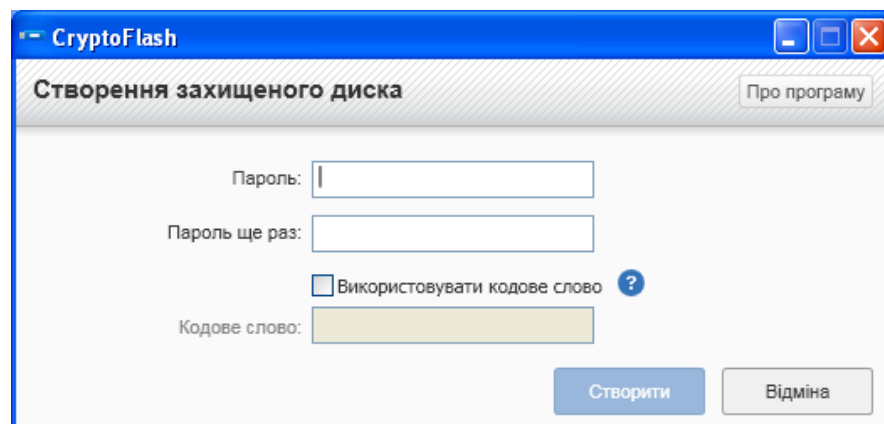 CryptoFlash
Створення захищеного диска
Про програму
Пароль:
Пароль ще раз:
Використовувати кодове слово ?
Кодове слово:
Створити Відміна